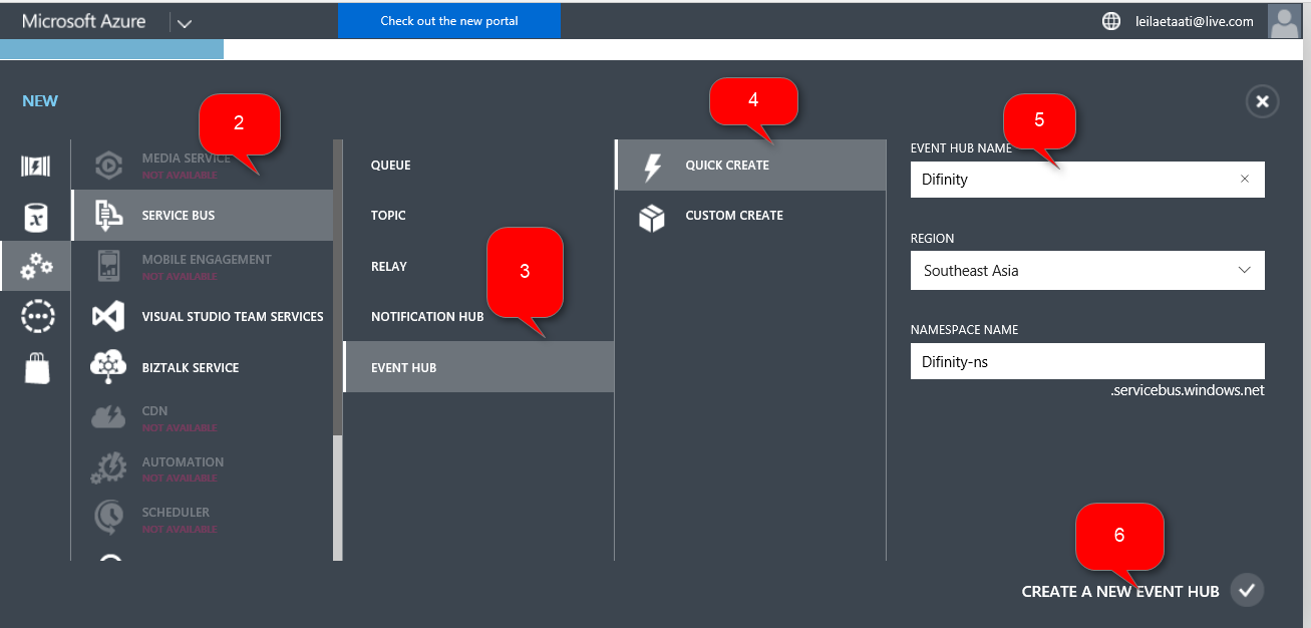 Microsoft Azure
Check out the new portal
leilaetaati@live.com
NEW
2
4
5
MEDIA SERVICE
NOT AVAILABLE
SERVICE BUS
MOBILE ENGAGEMENT
NOT AVAILABLE
VISUAL STUDIO TEAM SERVICES
BIZTALK SERVICE
CDN
NOT AVAILABLE
AUTOMATION
NOT AVAILABLE
SCHEDULER
NOT AVAILABLE
QUEUE
TOPIC
RELAY
3
NOTIFICATION HUB
EVENT HUB
QUICK CREATE
CUSTOM CREATE
EVENT HUB NAME
Difinity
REGION
Southeast Asia
NAMESPACE NAME
Difinity-ns
.servicebus.windows.net
6
CREATE A NEW EVENT HUB